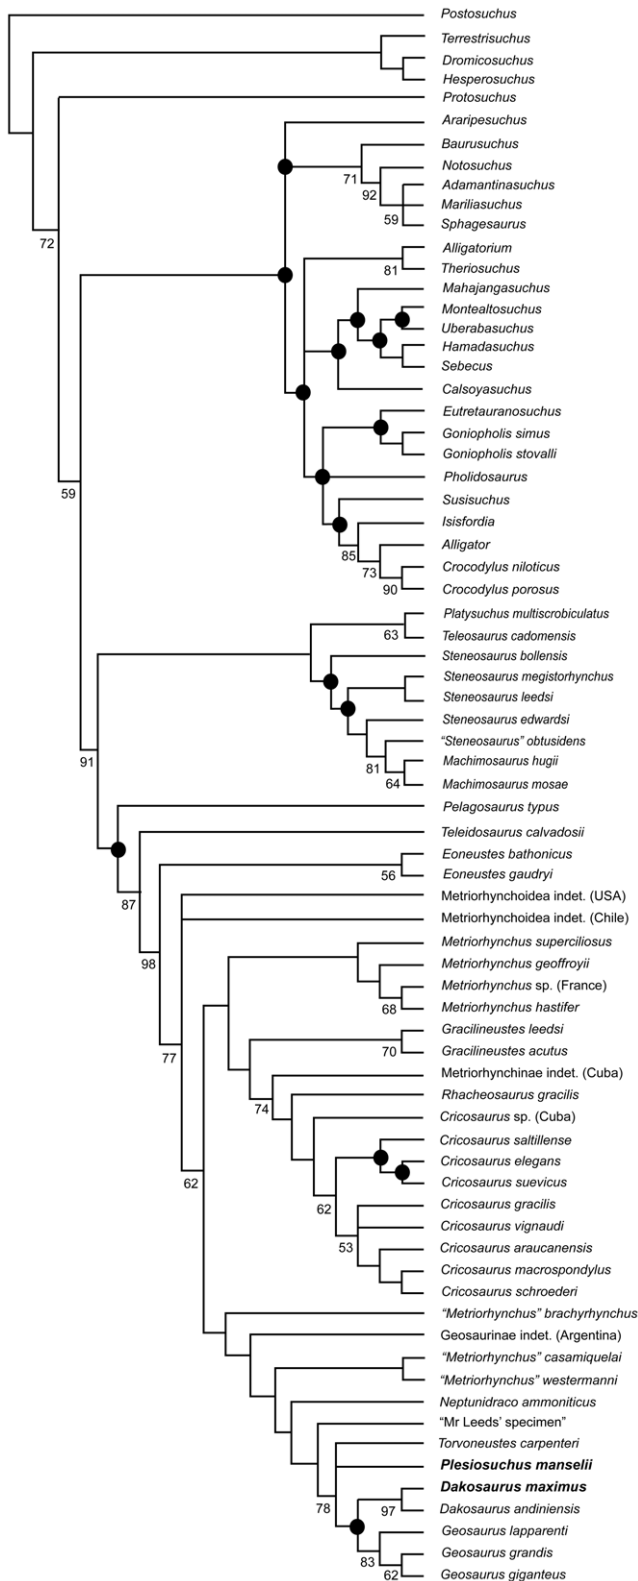 Postosuchus
Terrestrisuchus
Dromicosuchus
Hesperosuchus
Protosuchus
Araripesuchus
Baurusuchus
71
Notosuchus
92
Adamantinasuchus
Mariliasuchus
59
Sphagesaurus
72
Alligatorium
81
Theriosuchus
Mahajangasuchus
Montealtosuchus
Uberabasuchus
Hamadasuchus
Sebecus
Calsoyasuchus
Eutretauranosuchus
Goniopholis simus
Goniopholis stovalli
Pholidosaurus
59
Susisuchus
Isisfordia
85
Alligator
73
Crocodylus niloticus
90
Crocodylus porosus
Platysuchus multiscrobiculatus
63
Teleosaurus cadomensis
Steneosaurus bollensis
Steneosaurus megistorhynchus
Steneosaurus leedsi
Steneosaurus edwardsi
“Steneosaurus” obtusidens
81
Machimosaurus hugii
91
64
Machimosaurus mosae
Pelagosaurus typus
Teleidosaurus calvadosii
Eoneustes bathonicus
56
Eoneustes gaudryi
87
Metriorhynchoidea indet. (USA)
Metriorhynchoidea indet. (Chile)
Metriorhynchus superciliosus
98
Metriorhynchus geoffroyii
Metriorhynchus sp. (France)
68
Metriorhynchus hastifer
Gracilineustes leedsi
70
Gracilineustes acutus
77
Metriorhynchinae indet. (Cuba)
Rhacheosaurus gracilis
74
Cricosaurus sp. (Cuba)
Cricosaurus saltillense
Cricosaurus elegans
62
Cricosaurus suevicus
Cricosaurus gracilis
62
Cricosaurus vignaudi
53
Cricosaurus araucanensis
Cricosaurus macrospondylus
Cricosaurus schroederi
“Metriorhynchus” brachyrhynchus
Geosaurinae indet. (Argentina)
“Metriorhynchus” casamiquelai
“Metriorhynchus” westermanni
Neptunidraco ammoniticus
“Mr Leeds’ specimen”
Torvoneustes carpenteri
Plesiosuchus manselii
Dakosaurus maximus
78
97
Dakosaurus andiniensis
Geosaurus lapparenti
83
Geosaurus grandis
62
Geosaurus giganteus